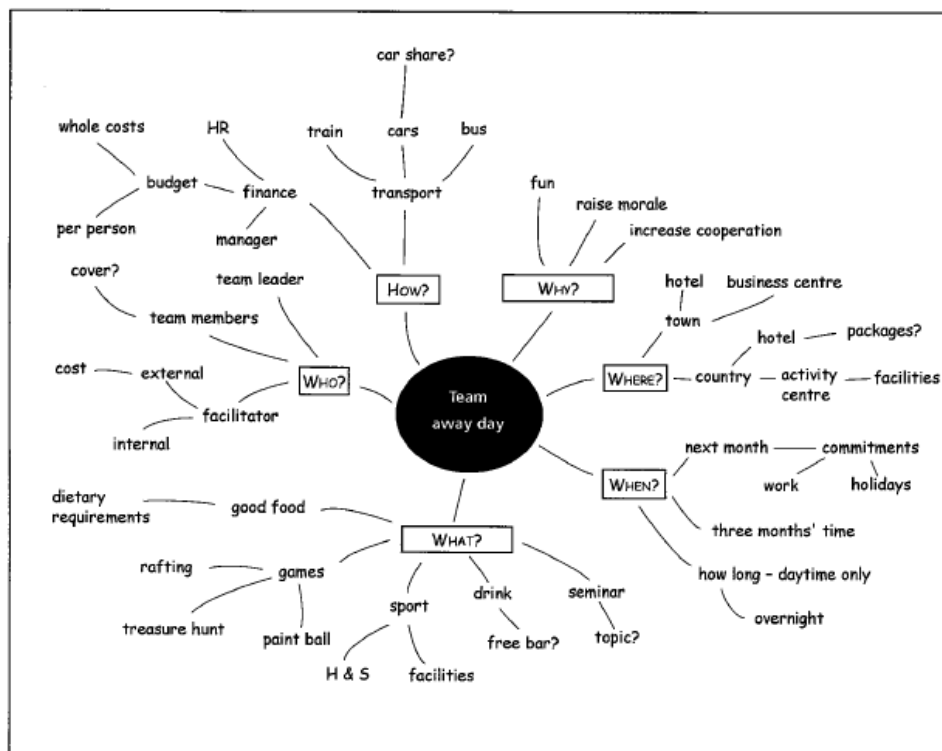 car share?
whole costs
HR
train
cars
bus
budget
finance
transport
fun
raise morale
per person
manager
increase cooperation
cover?
team leader
HOW?
WHY?
hotel
business centre
team members
town
hotel
packages?
cost
external
WHO?
Team
away day
WHERE?
country
activity
centre
facilities
facilitator
internal
next month
commitments
WHEN?
work
holidays
dietary
requirements
good food
WHAT?
three months' time
rafting
games
how long – daytime only
sport
drink
seminar
overnight
treasure hunt
paint ball
free bar?
topic?
H & S
facilities